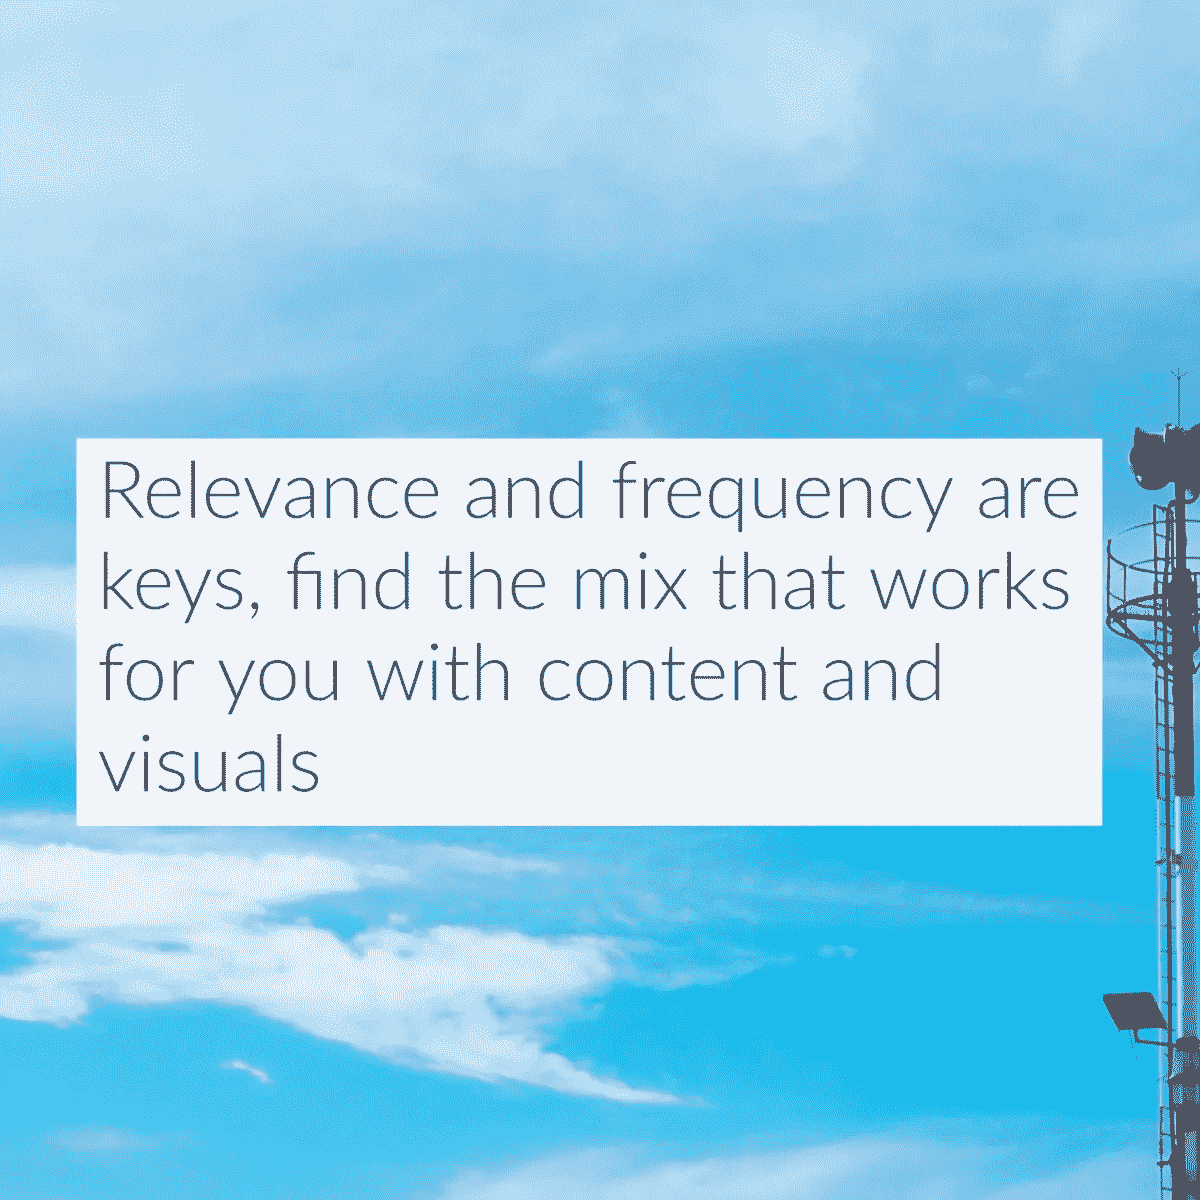 Relevance and frequency are
keys, find the mix that works
for you with content and
visuals